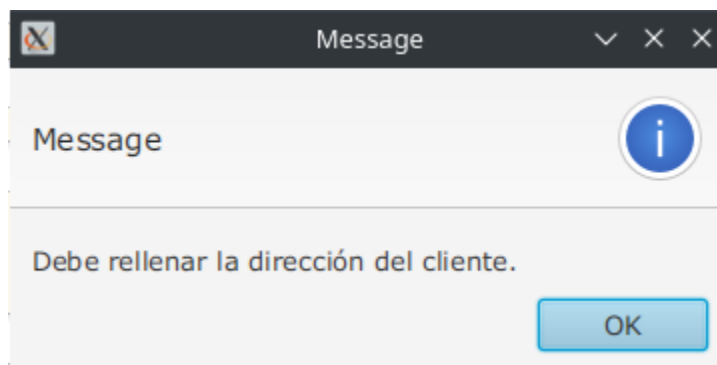 Message
Message
Debe rellenar la dirección del cliente.
OK